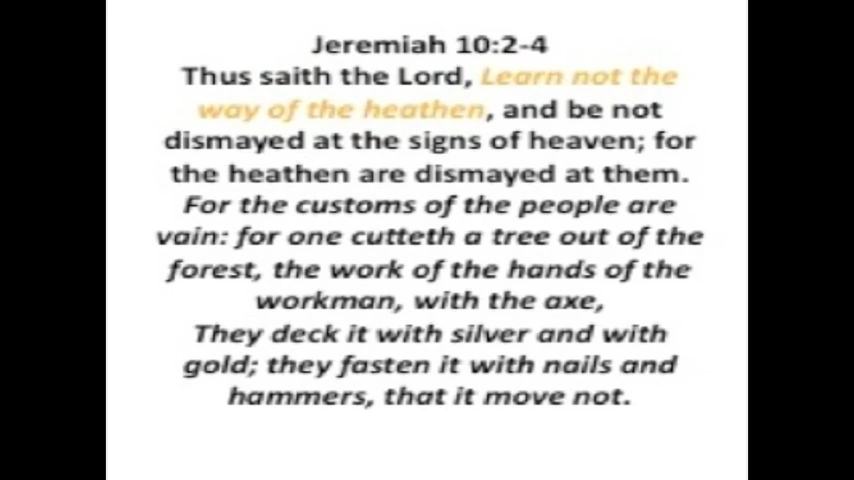 Jeremiah 10:2-4
Thus saith the Lord, Learn not the
way of the heathen, and be not
dismayed at the signs of heaven; for
the heathen are dismayed at them.
For the customs of the people are
vain: for one cutteth a tree out of the
forest, the work of the hands of the
workman, with the axe,
They deck it with silver and with
gold; they fasten it with nails and
hammers, that it move not.